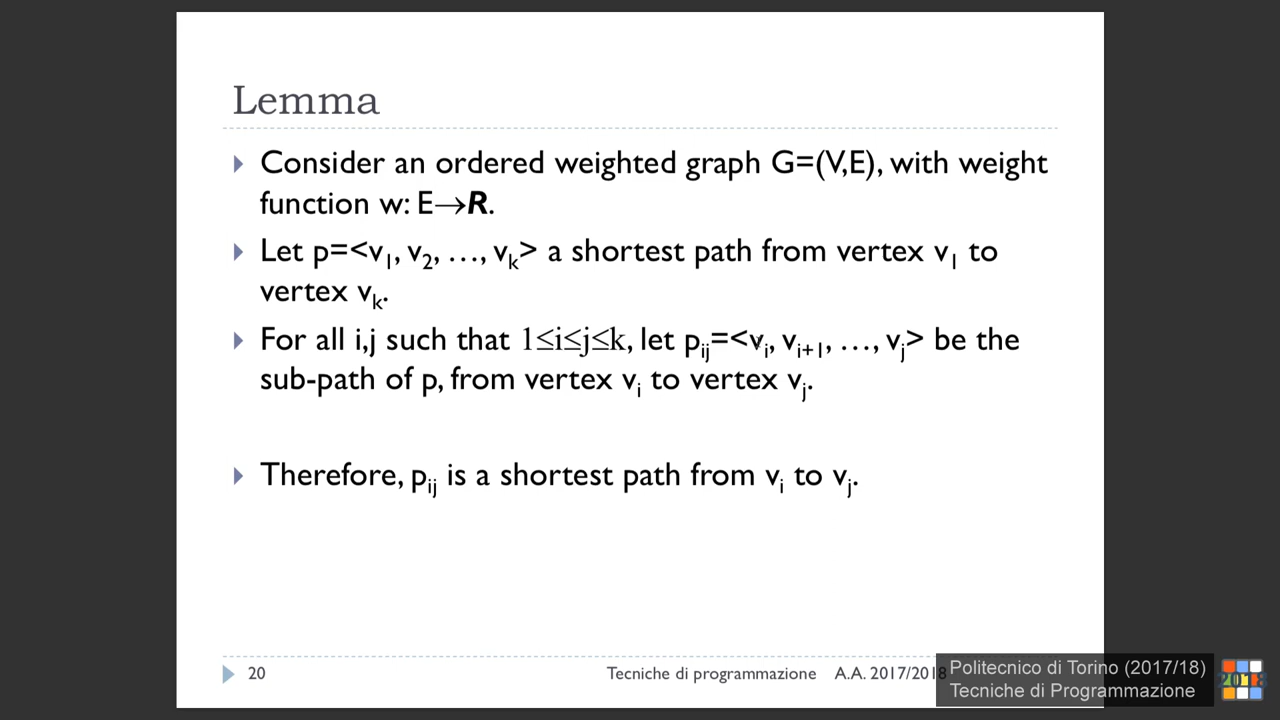 Lemma
Consider an ordered weighted graph G=(V,E), with weight
function w: E→R.
Let p=<v1, v2, …, vk> a shortest path from vertex v1 to
vertex vk.
For all i,j such that 1≤i≤j≤k, let pij=<vi, vi+1, …, vj> be the
sub-path of p, from vertex vi to vertex vj.
Therefore, pij is a shortest path from vi to vj.
20
Tecniche di programmazione A.A. 2017/2018
Politecnico di Torino (2017/18)
Tecniche di Programmazione
2018